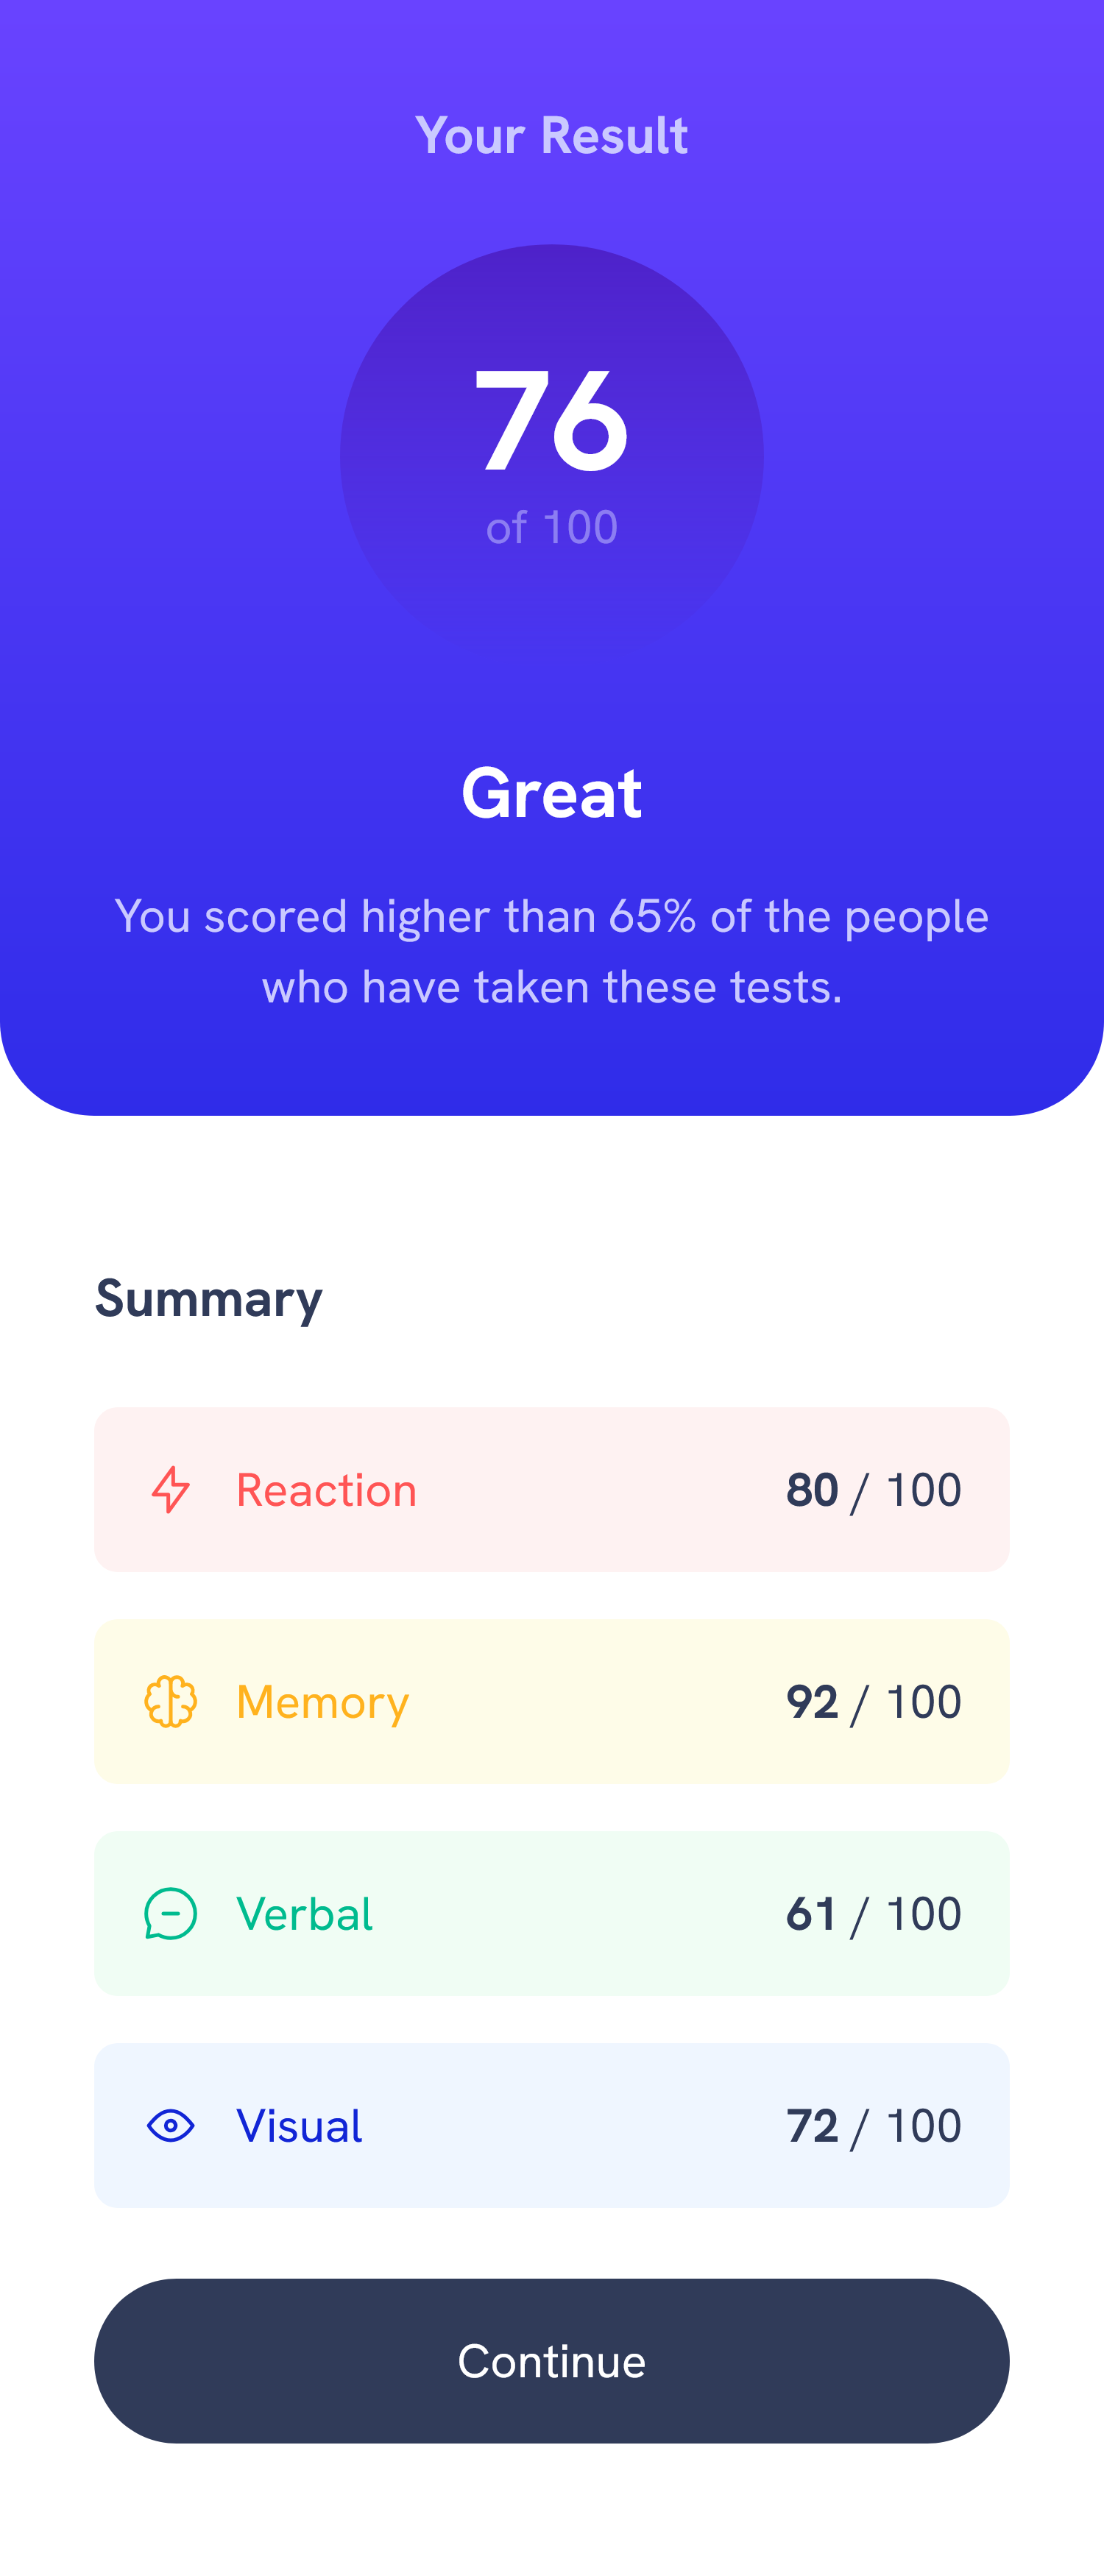 Your Result
76
of 100
Great
You scored higher than 65% of the people
who have taken these tests.
Summary
Reaction 80 / 100
Memory 92 / 100
Verbal 61 / 100
Visual 72 / 100
Continue